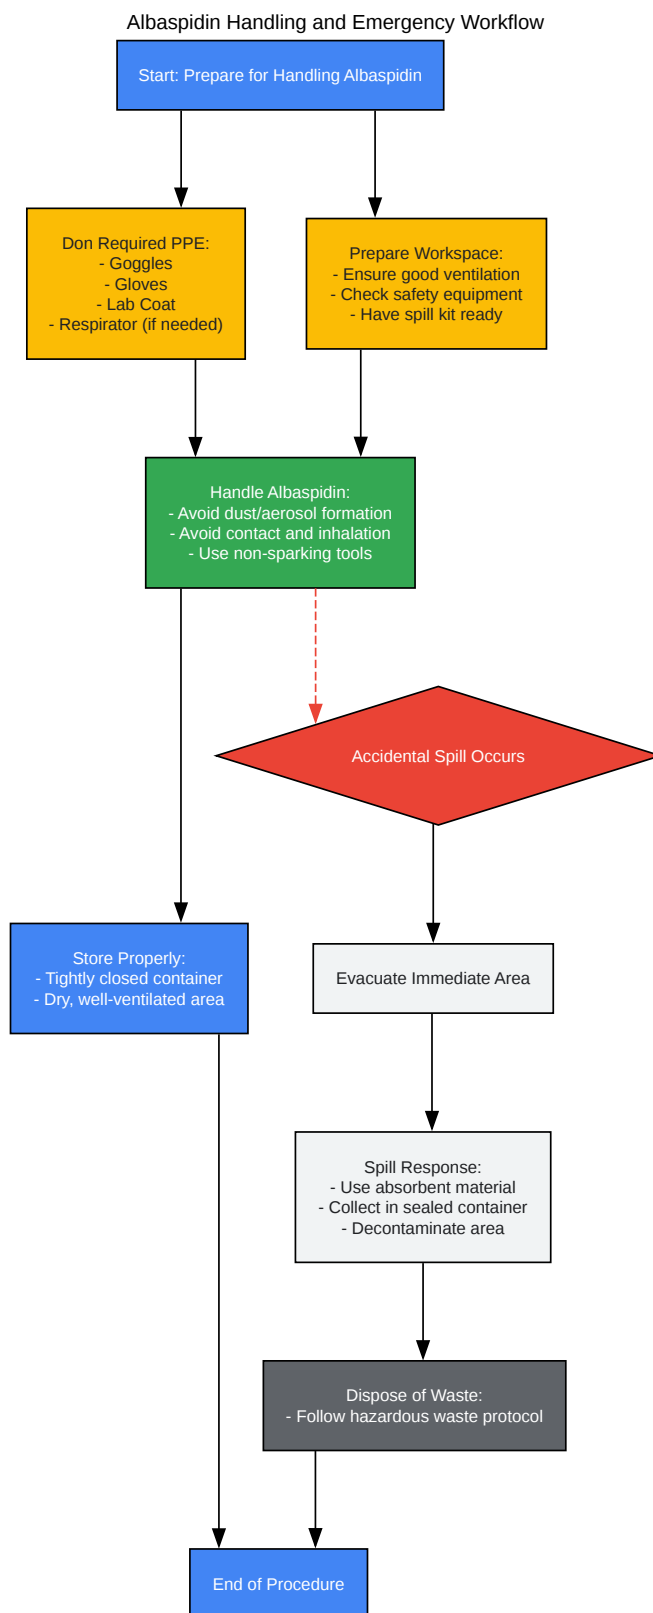 Albaspidin Handling and Emergency Workflow
Start: Prepare for Handling Albaspidin
Don Required PPE:
- Goggles
- Gloves
- Lab Coat
- Respirator (if needed)
Prepare Workspace:
- Ensure good ventilation
- Check safety equipment
- Have spill kit ready
Handle Albaspidin:
- Avoid dust/aerosol formation
- Avoid contact and inhalation
- Use non-sparking tools
Accidental Spill Occurs
Store Properly:
- Tightly closed container
- Dry, well-ventilated area
Evacuate Immediate Area
Spill Response:
- Use absorbent material
- Collect in sealed container
- Decontaminate area
Dispose of Waste:
- Follow hazardous waste protocol
End of Procedure